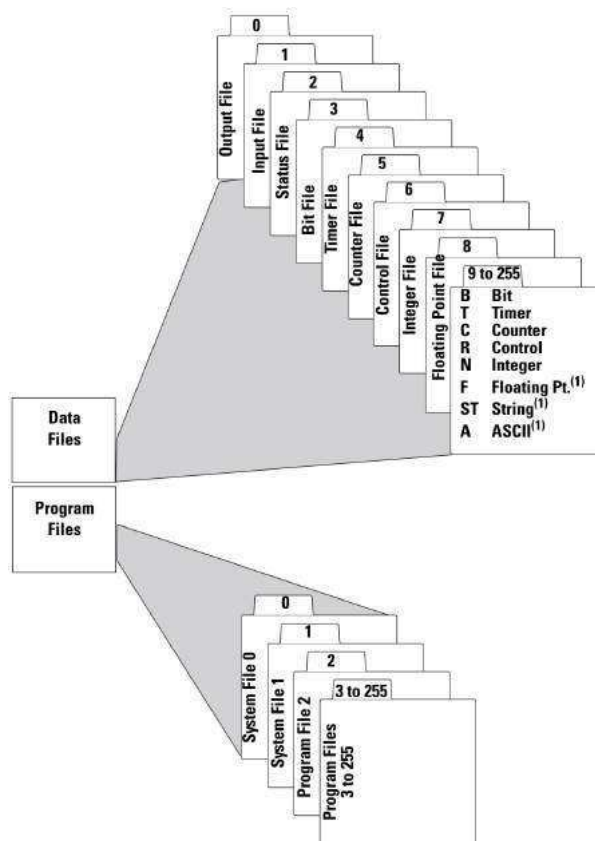 0
Output File
1
Input File
2
Status File
3
Bit File
4
Timer File
5
Counter File
6
Control File
7
Integer File
8
Floating Point File
9 to 255
B Bit
T Timer
C Counter
R Control
N Integer
F Floating Pt.(1)
ST String(1)
A ASCII(1)
Data
Files
Program
Files
0
System File 0
1
System File 1
2
Program File 2
3 to 255
Program Files
3 to 255